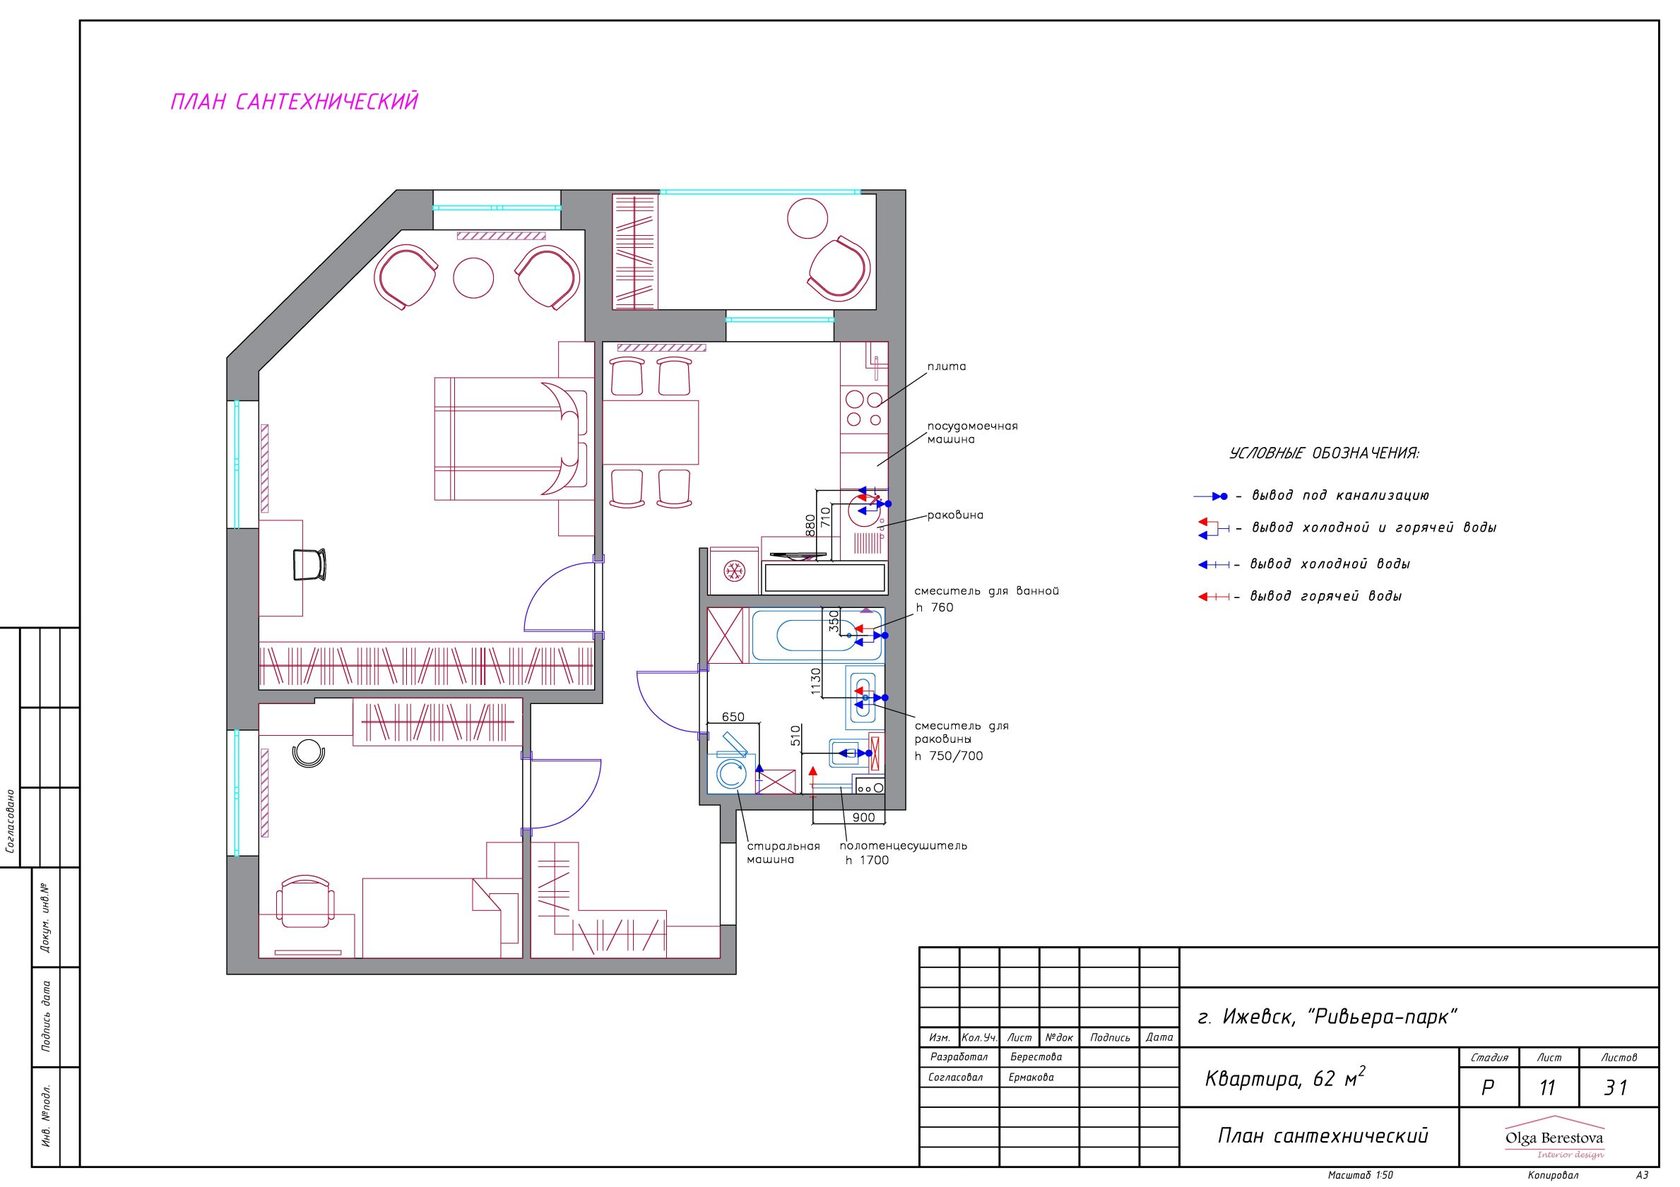 ПЛАН САНТЕХНИЧЕСКИЙ
плита
посудомоечная
машина
раковина
880
710
смеситель для ванной
h 760
350
1130
смеситель для
раковины
h 750/700
650
510
900
стиральная
машина
полотенцесушитель
h 1700
УСЛОВНЫЕ ОБОЗНАЧЕНИЯ:
- вывод под канализацию
- вывод холодной и горячей воды
- вывод холодной воды
- вывод горячей воды
Согласовано
Докум. инв.№
Подпись дата
Инв. №подл.
Изм. Кол.Уч. Лист №док Подпись Дата
Разработал Берестова
Согласовал Ермакова
г. Ижевск, "Ривьера-парк"
Квартира, 62 м2
Стадия Лист Листов
Р 11 31
План сантехнический
Olga Berestova
Interior design
Масштаб 1:50 Копировал А3